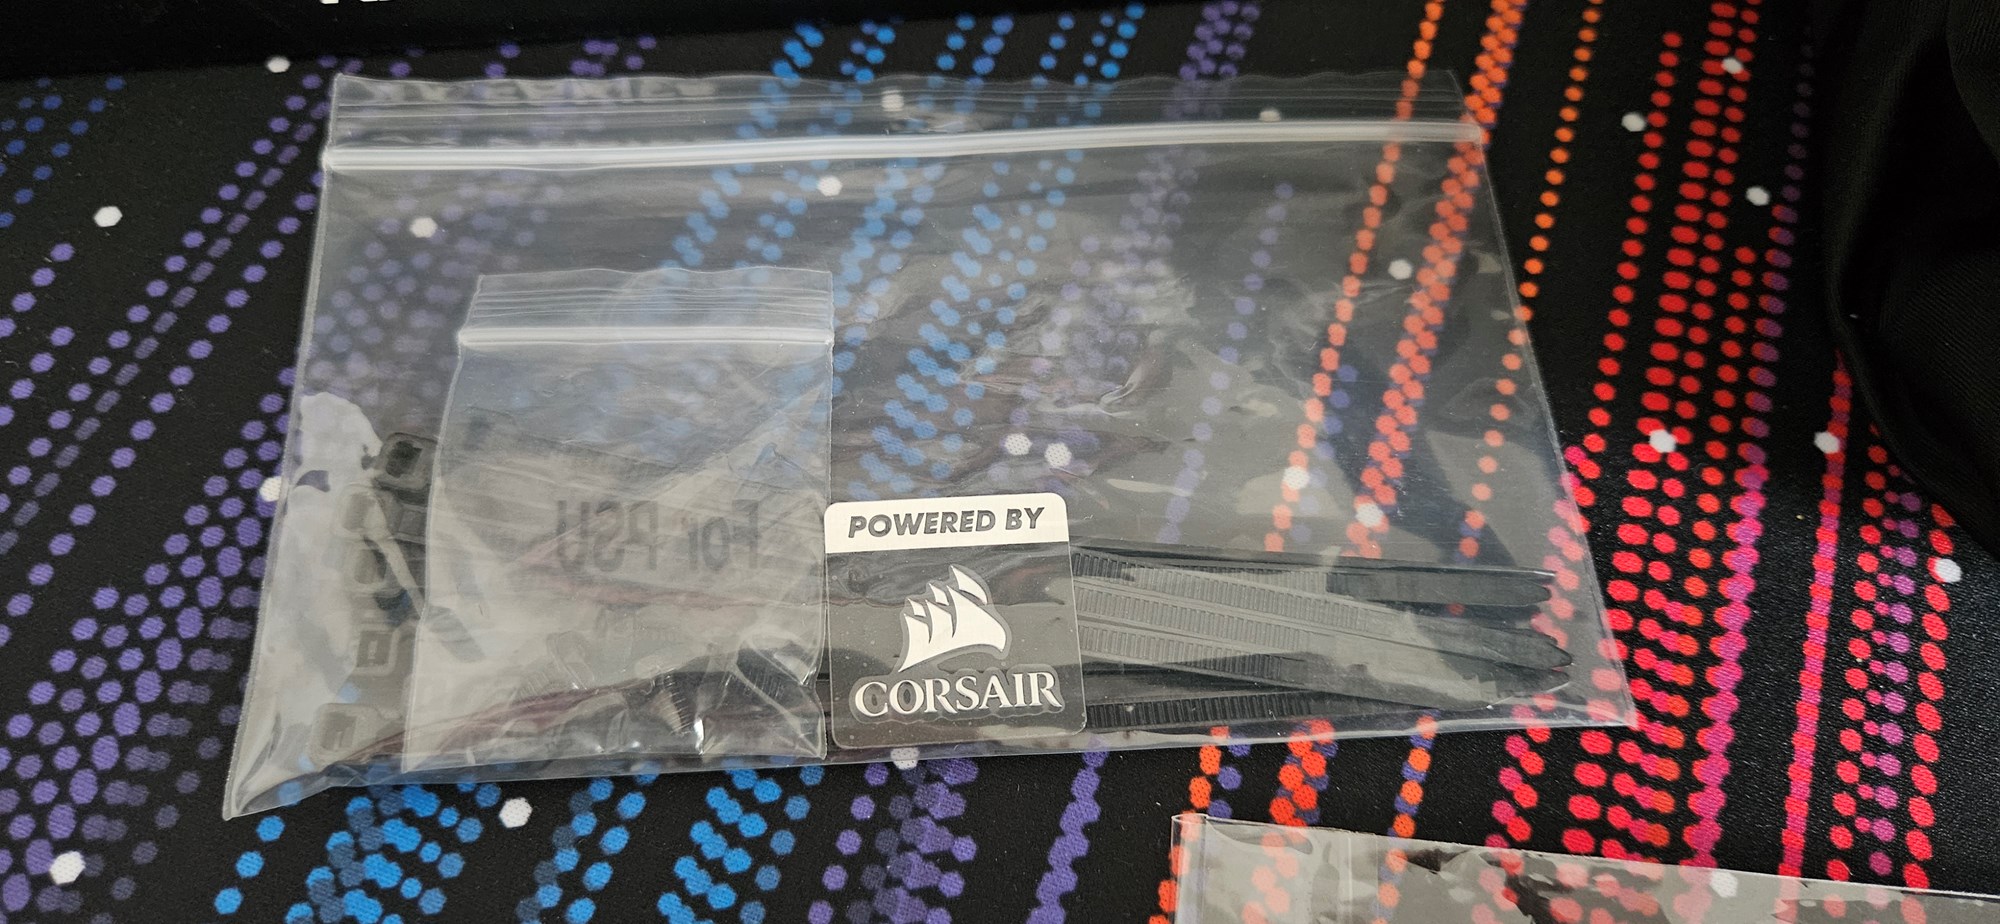 For PSU
POWERED BY
CORSAIR